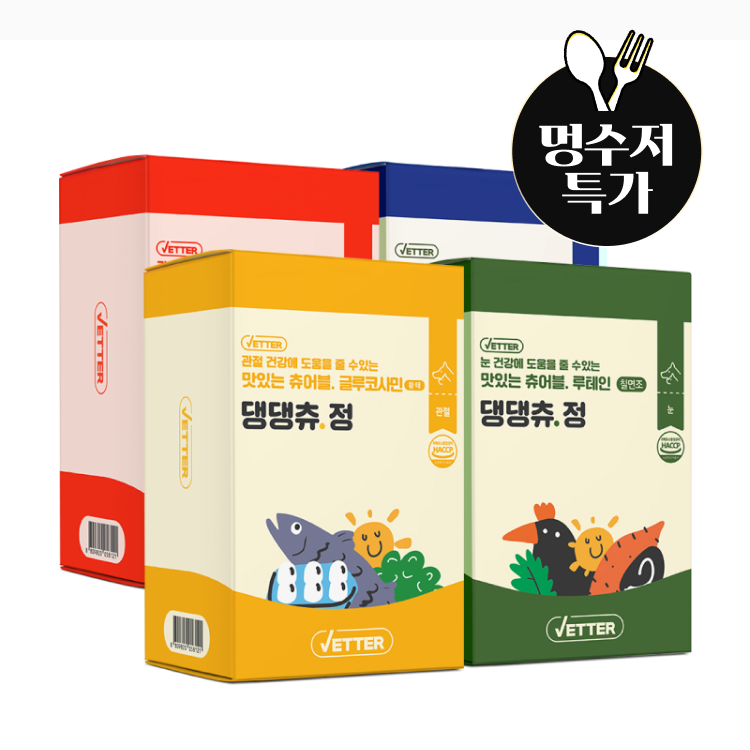 멍수저
특가
VETTER
VETTER
VETTER
VETTER
관절 건강에 도움을 줄 수있는
맛있는 츄어블. 글루코사민
댕댕츄.정
관절
HACCP
VETTER
VETTER
VETTER
눈 건강에 도움을 줄 수있는
맛있는 츄어블. 루테인 칠면조
댕댕츄.정
눈
HACCP
VETTER